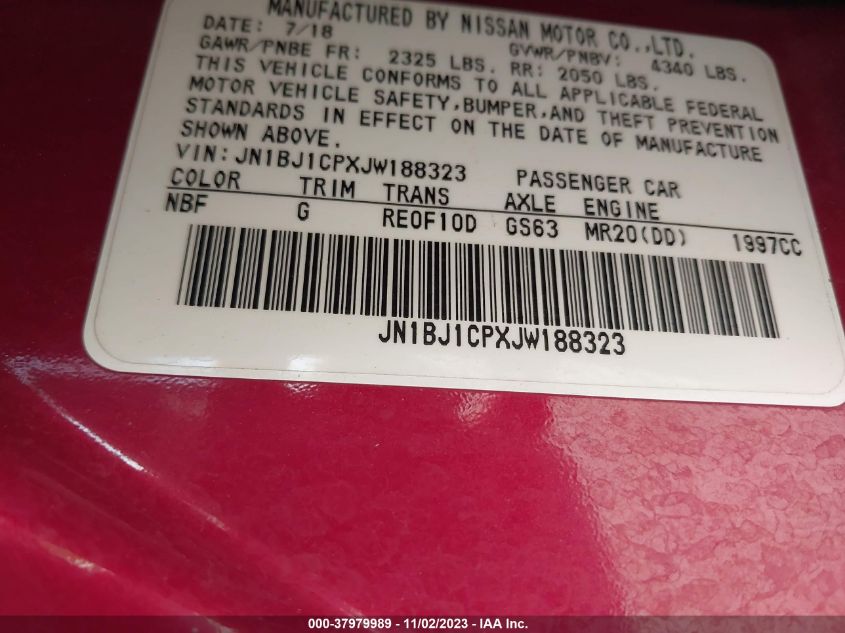 MANUFACTURED BY NISSAN MOTOR CO.,LTD.
DATE: 7/18 GVWR/PNBV: 4340 LBS.
GAWR/PNBE FR: 2325 LBS. RR: 2050 LBS.
THIS VEHICLE CONFORMS TO ALL APPLICABLE FEDERAL
MOTOR VEHICLE SAFETY,BUMPER,AND THEFT PREVENTION
STANDARDS IN EFFECT ON THE DATE OF MANUFACTURE
SHOWN ABOVE.
VIN:JN1BJ1CPXJW188323 PASSENGER CAR
COLOR TRIM TRANS AXLE ENGINE
NBF G RE0F10D GS63 MR20(DD) 1997CC
JN1BJ1CPXJW188323
000-37979989 - 11/02/2023 - Copyright IAA, Inc.